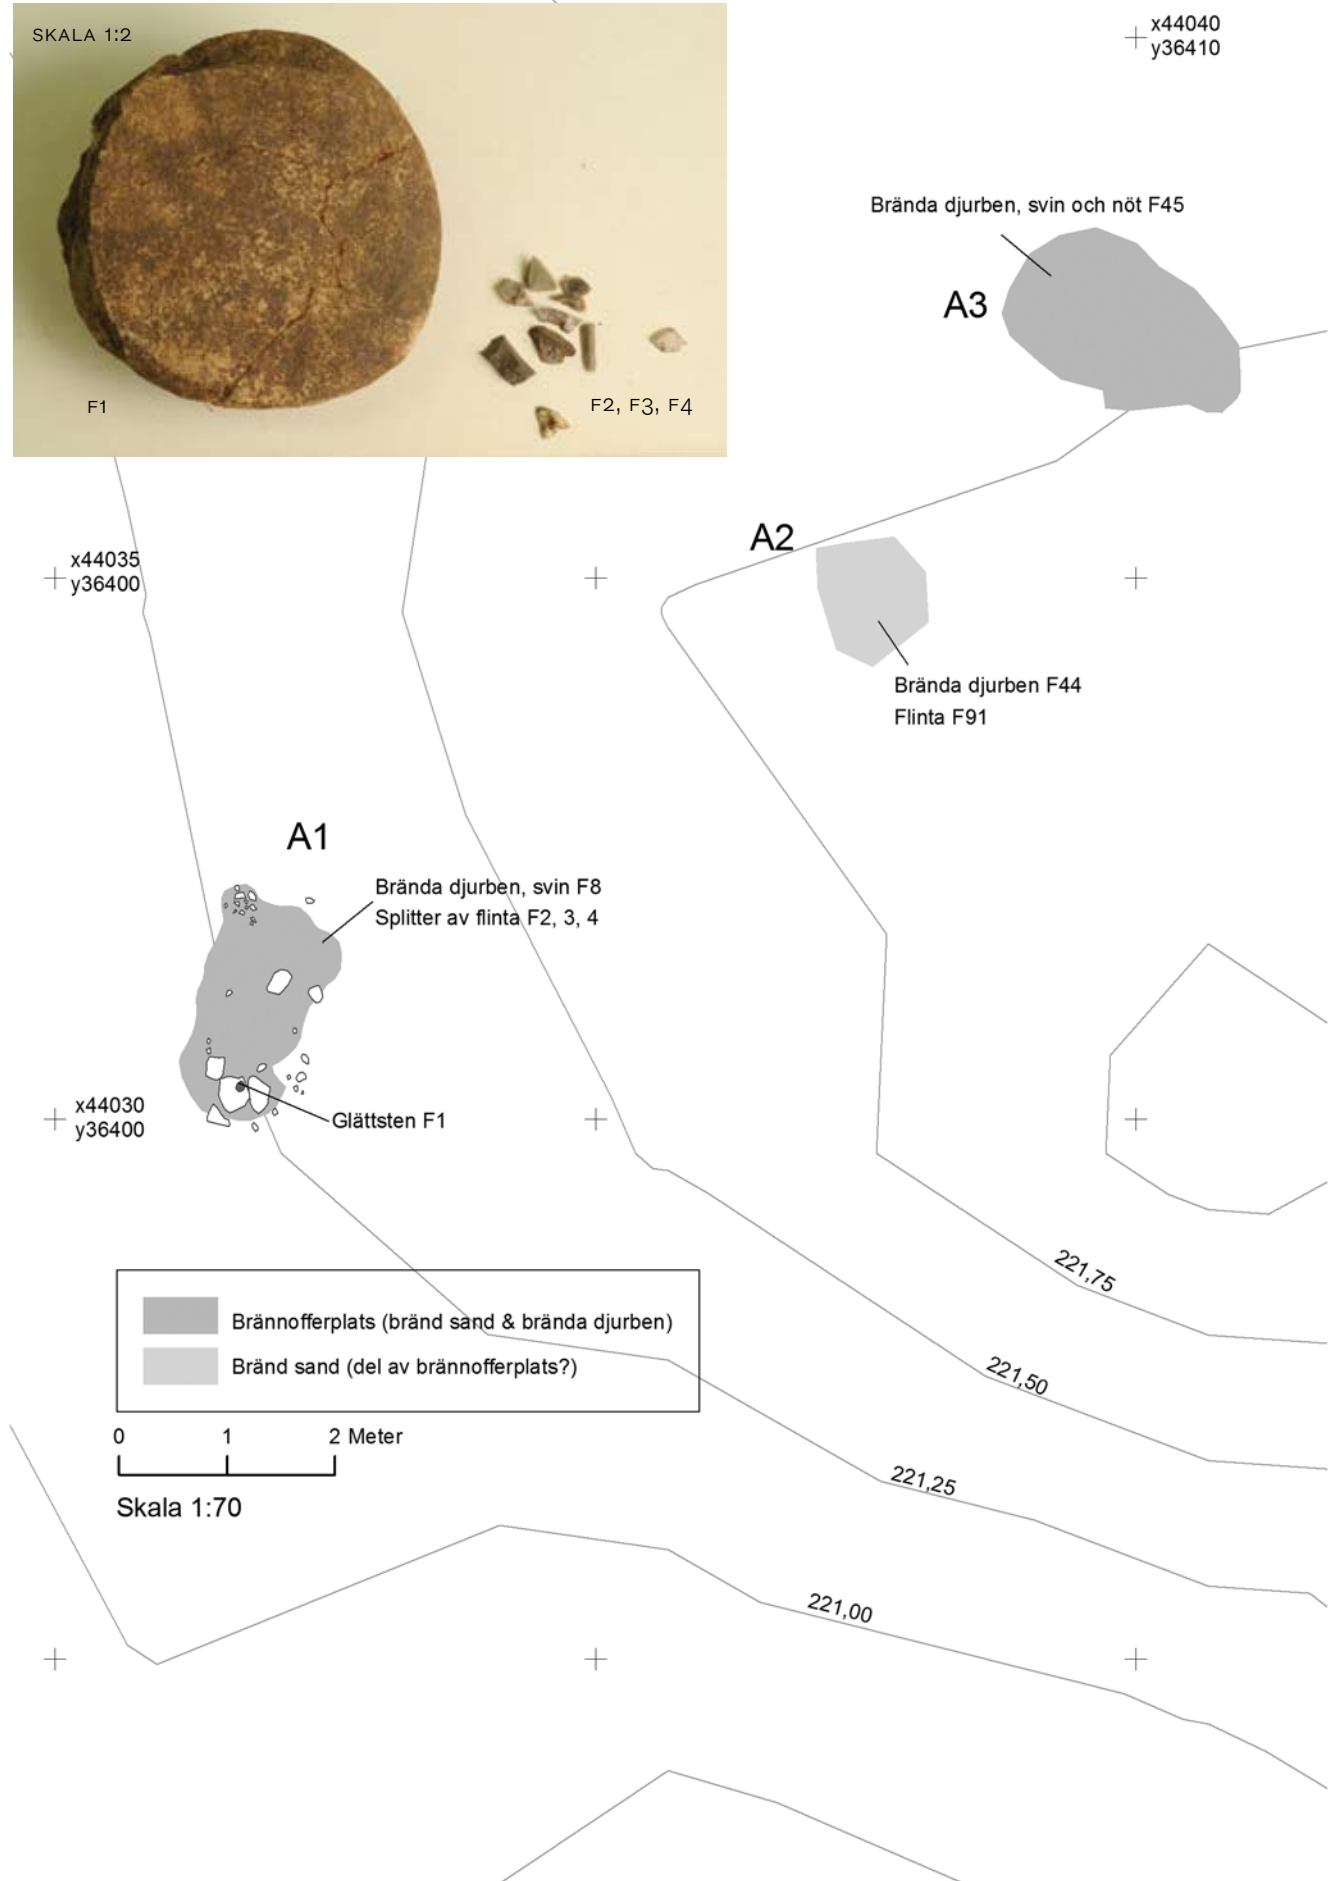 SKALA 1:2
F1
F2, F3, F4
x44040
y36410
Brända djurben, svin och nöt F45
A3
A2
x44035
y36400
Brända djurben F44
Flinta F91
A1
Brända djurben, svin F8
Splitter av flinta F2, 3, 4
x44030
y36400
Glättsten F1
221,75
Brännofferplats (bränd sand & brända djurben)
Bränd sand (del av brännofferplats?)
221,50
0 1 2 Meter
221,25
Skala 1:70
221,00